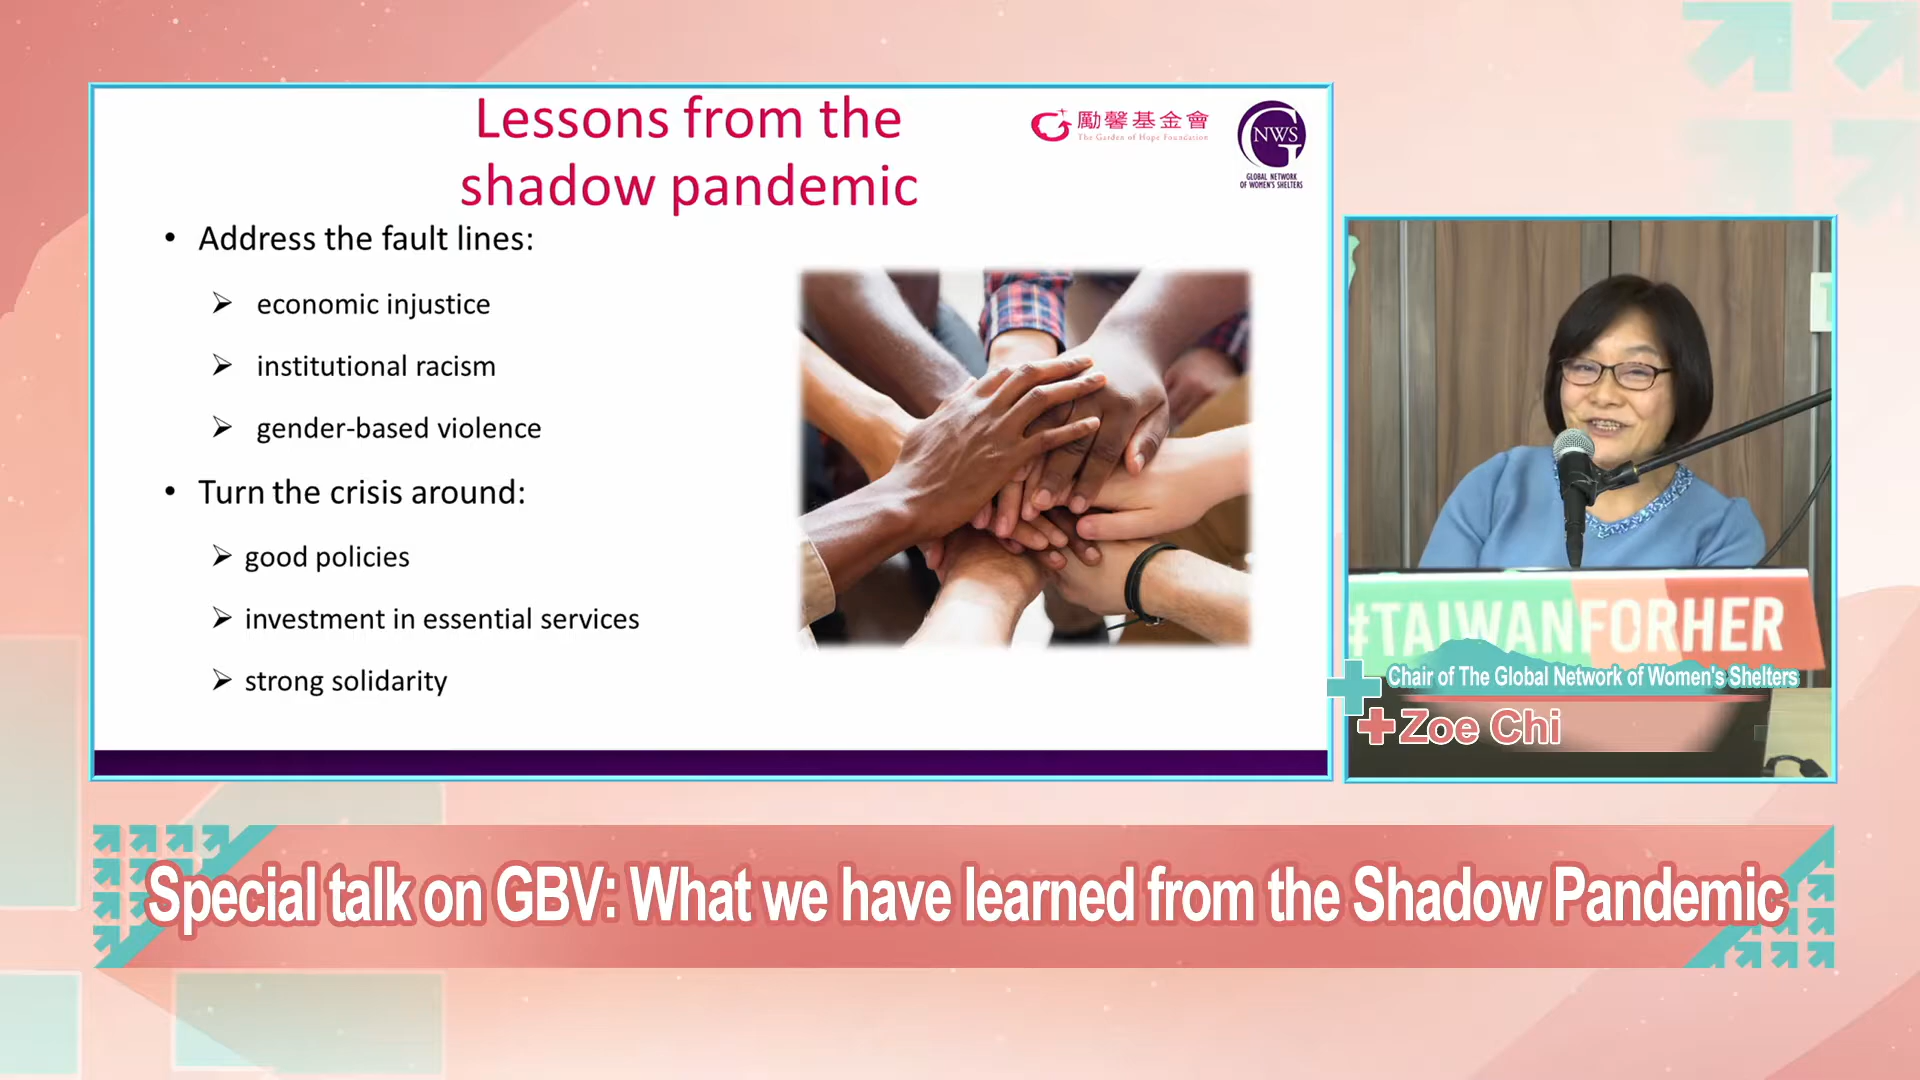 Lessons from the
shadow pandemic
勵馨基金會
The Garden of Hope Foundation
NWS
G
GLOBAL NETWORK
OF WOMEN'S SHELTERS
• Address the fault lines:
➢ economic injustice
➢ institutional racism
➢ gender-based violence
• Turn the crisis around:
➢ good policies
➢ investment in essential services
➢ strong solidarity
#TAIWANFORHER
Chair of The Global Network of Women's Shelters
Zoe Chi
Special talk on GBV: What we have learned from the Shadow Pandemic